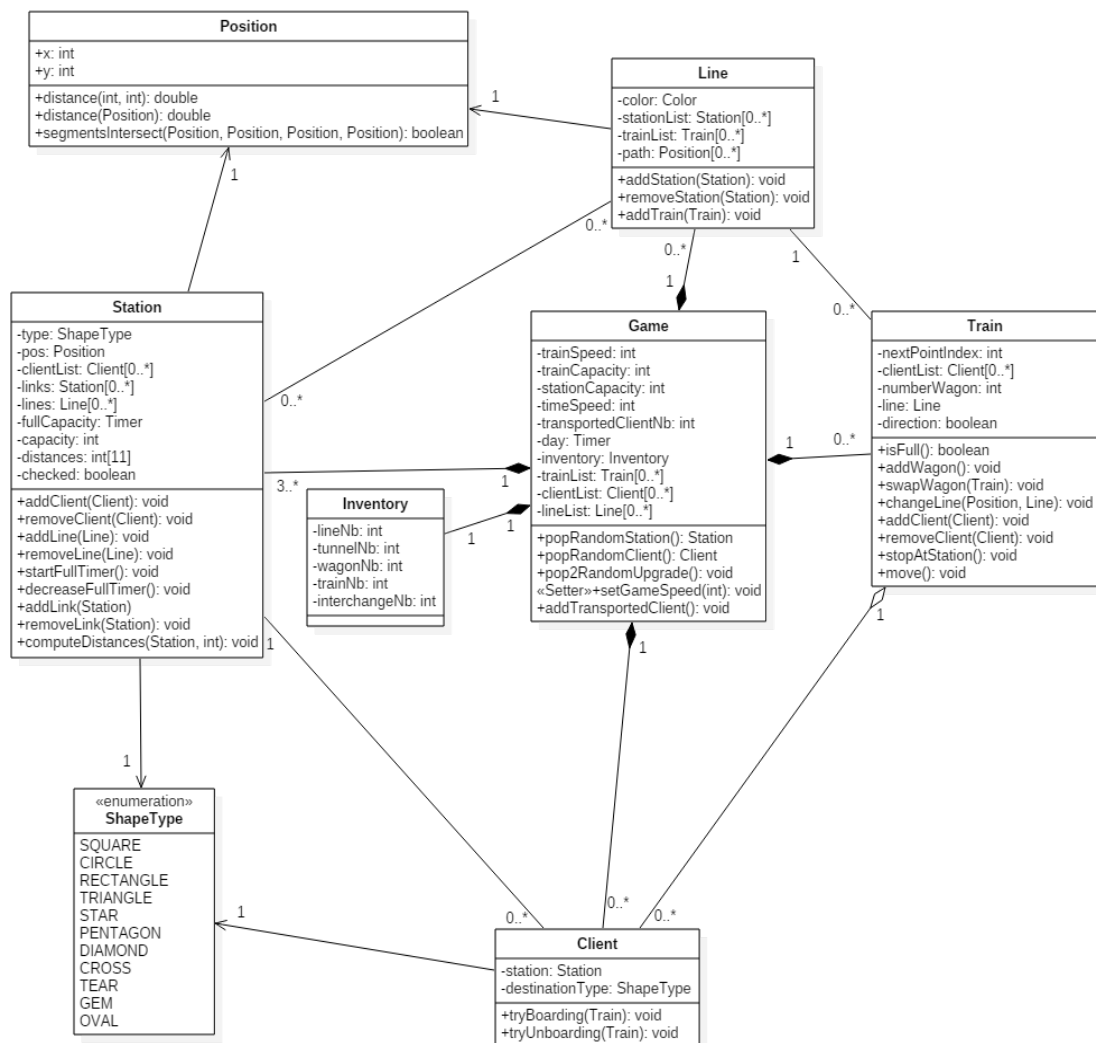 Position
+x: int
+y: int
+distance(int, int): double
+distance(Position): double
+segmentsIntersect(Position, Position, Position, Position): boolean
Line
-color: Color
-stationList: Station[0..*]
-trainList: Train[0..*]
-path: Position[0..*]
+addStation(Station): void
+removeStation(Station): void
+addTrain(Train): void
1
1
0..*
0..*
1
1
0..*
Station
-type: ShapeType
-pos: Position
-clientList: Client[0..*]
-links: Station[0..*]
-lines: Line[0..*]
-fullCapacity: Timer
-capacity: int
-distances: int[11]
-checked: boolean
+addClient(Client): void
+removeClient(Client): void
+addLine(Line): void
+removeLine(Line): void
+startFullTimer(): void
+decreaseFullTimer(): void
+addLink(Station)
+removeLink(Station): void
+computeDistances(Station, int): void
0..*
3..*
1
1
Game
-trainSpeed: int
-trainCapacity: int
-stationCapacity: int
-timeSpeed: int
-transportedClientNb: int
-day: Timer
-inventory: Inventory
-trainList: Train[0..*]
-clientList: Client[0..*]
-lineList: Line[0..*]
+popRandomStation(): Station
+popRandomClient(): Client
+pop2RandomUpgrade(): void
«Setter»+setGameSpeed(int): void
+addTransportedClient(): void
1
0..*
Train
-nextPointIndex: int
-clientList: Client[0..*]
-numberWagon: int
-line: Line
-direction: boolean
+isFull(): boolean
+addWagon(): void
+swapWagon(Train): void
+changeLine(Position, Line): void
+addClient(Client): void
+removeClient(Client): void
+stopAtStation(): void
+move(): void
Inventory
-lineNb: int
-tunnelNb: int
-wagonNb: int
-trainNb: int
-interchangeNb: int
1
1
1
1
1
«enumeration»
ShapeType
SQUARE
CIRCLE
RECTANGLE
TRIANGLE
STAR
PENTAGON
DIAMOND
CROSS
TEAR
GEM
OVAL
1
0..*
0..*
0..*
Client
-station: Station
-destinationType: ShapeType
+tryBoarding(Train): void
+tryUnboarding(Train): void